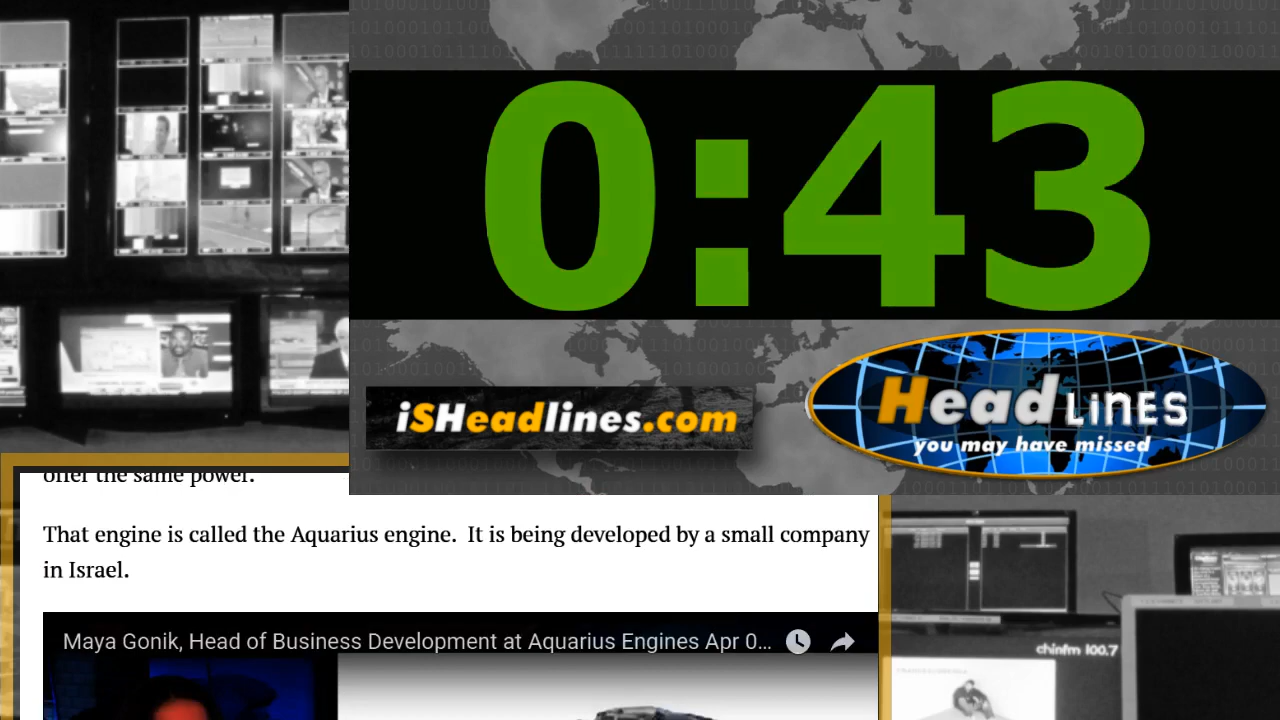 0:43
iSHeadlines.com
HeadLINES
you may have missed
offer the same power.
That engine is called the Aquarius engine.  It is being developed by a small company
in Israel.
Maya Gonik, Head of Business Development at Aquarius Engines Apr 0...
chinfm 100.7